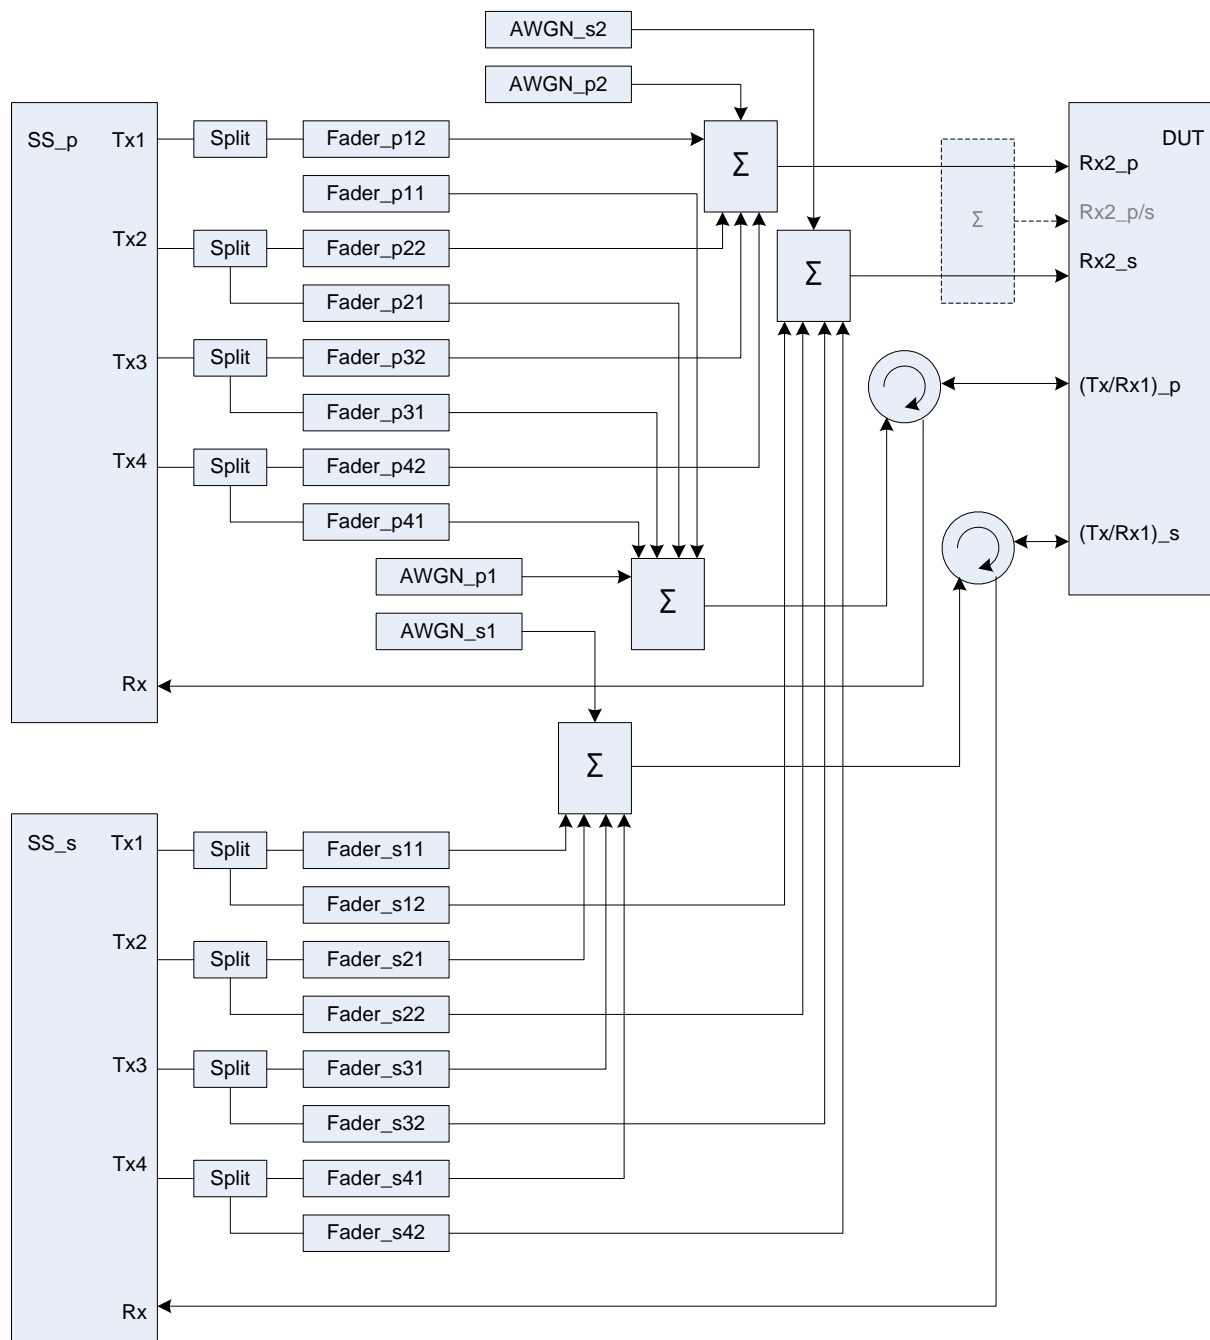 AWGN_s2
AWGN_p2
SS_p
Tx1
Split
Fader_p12
Σ
DUT
Rx2_p
Fader_p11
Σ
Rx2_p/s
Tx2
Split
Fader_p22
Σ
Rx2_s
Fader_p21
Tx3
Split
Fader_p32
(Tx/Rx1)_p
Fader_p31
Tx4
Split
Fader_p42
Fader_p41
(Tx/Rx1)_s
AWGN_p1
Σ
AWGN_s1
Rx
Σ
SS_s
Tx1
Split
Fader_s11
Fader_s12
Tx2
Split
Fader_s21
Fader_s22
Tx3
Split
Fader_s31
Fader_s32
Tx4
Split
Fader_s41
Fader_s42
Rx